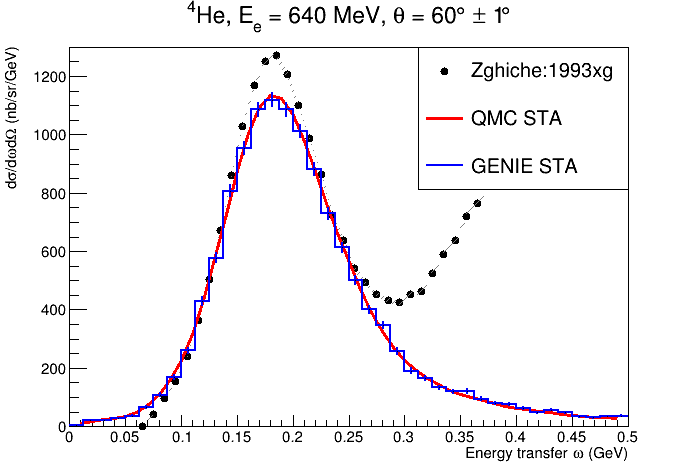 ⁴He, Eₑ = 640 MeV, θ = 60° ± 1°
dσ/dωdΩ (nb/sr/GeV)
1200
1000
800
600
400
200
0
Zghiche:1993xg
QMC STA
GENIE STA
0 0.05 0.1 0.15 0.2 0.25 0.3 0.35 0.4 0.45 0.5
Energy transfer ω (GeV)